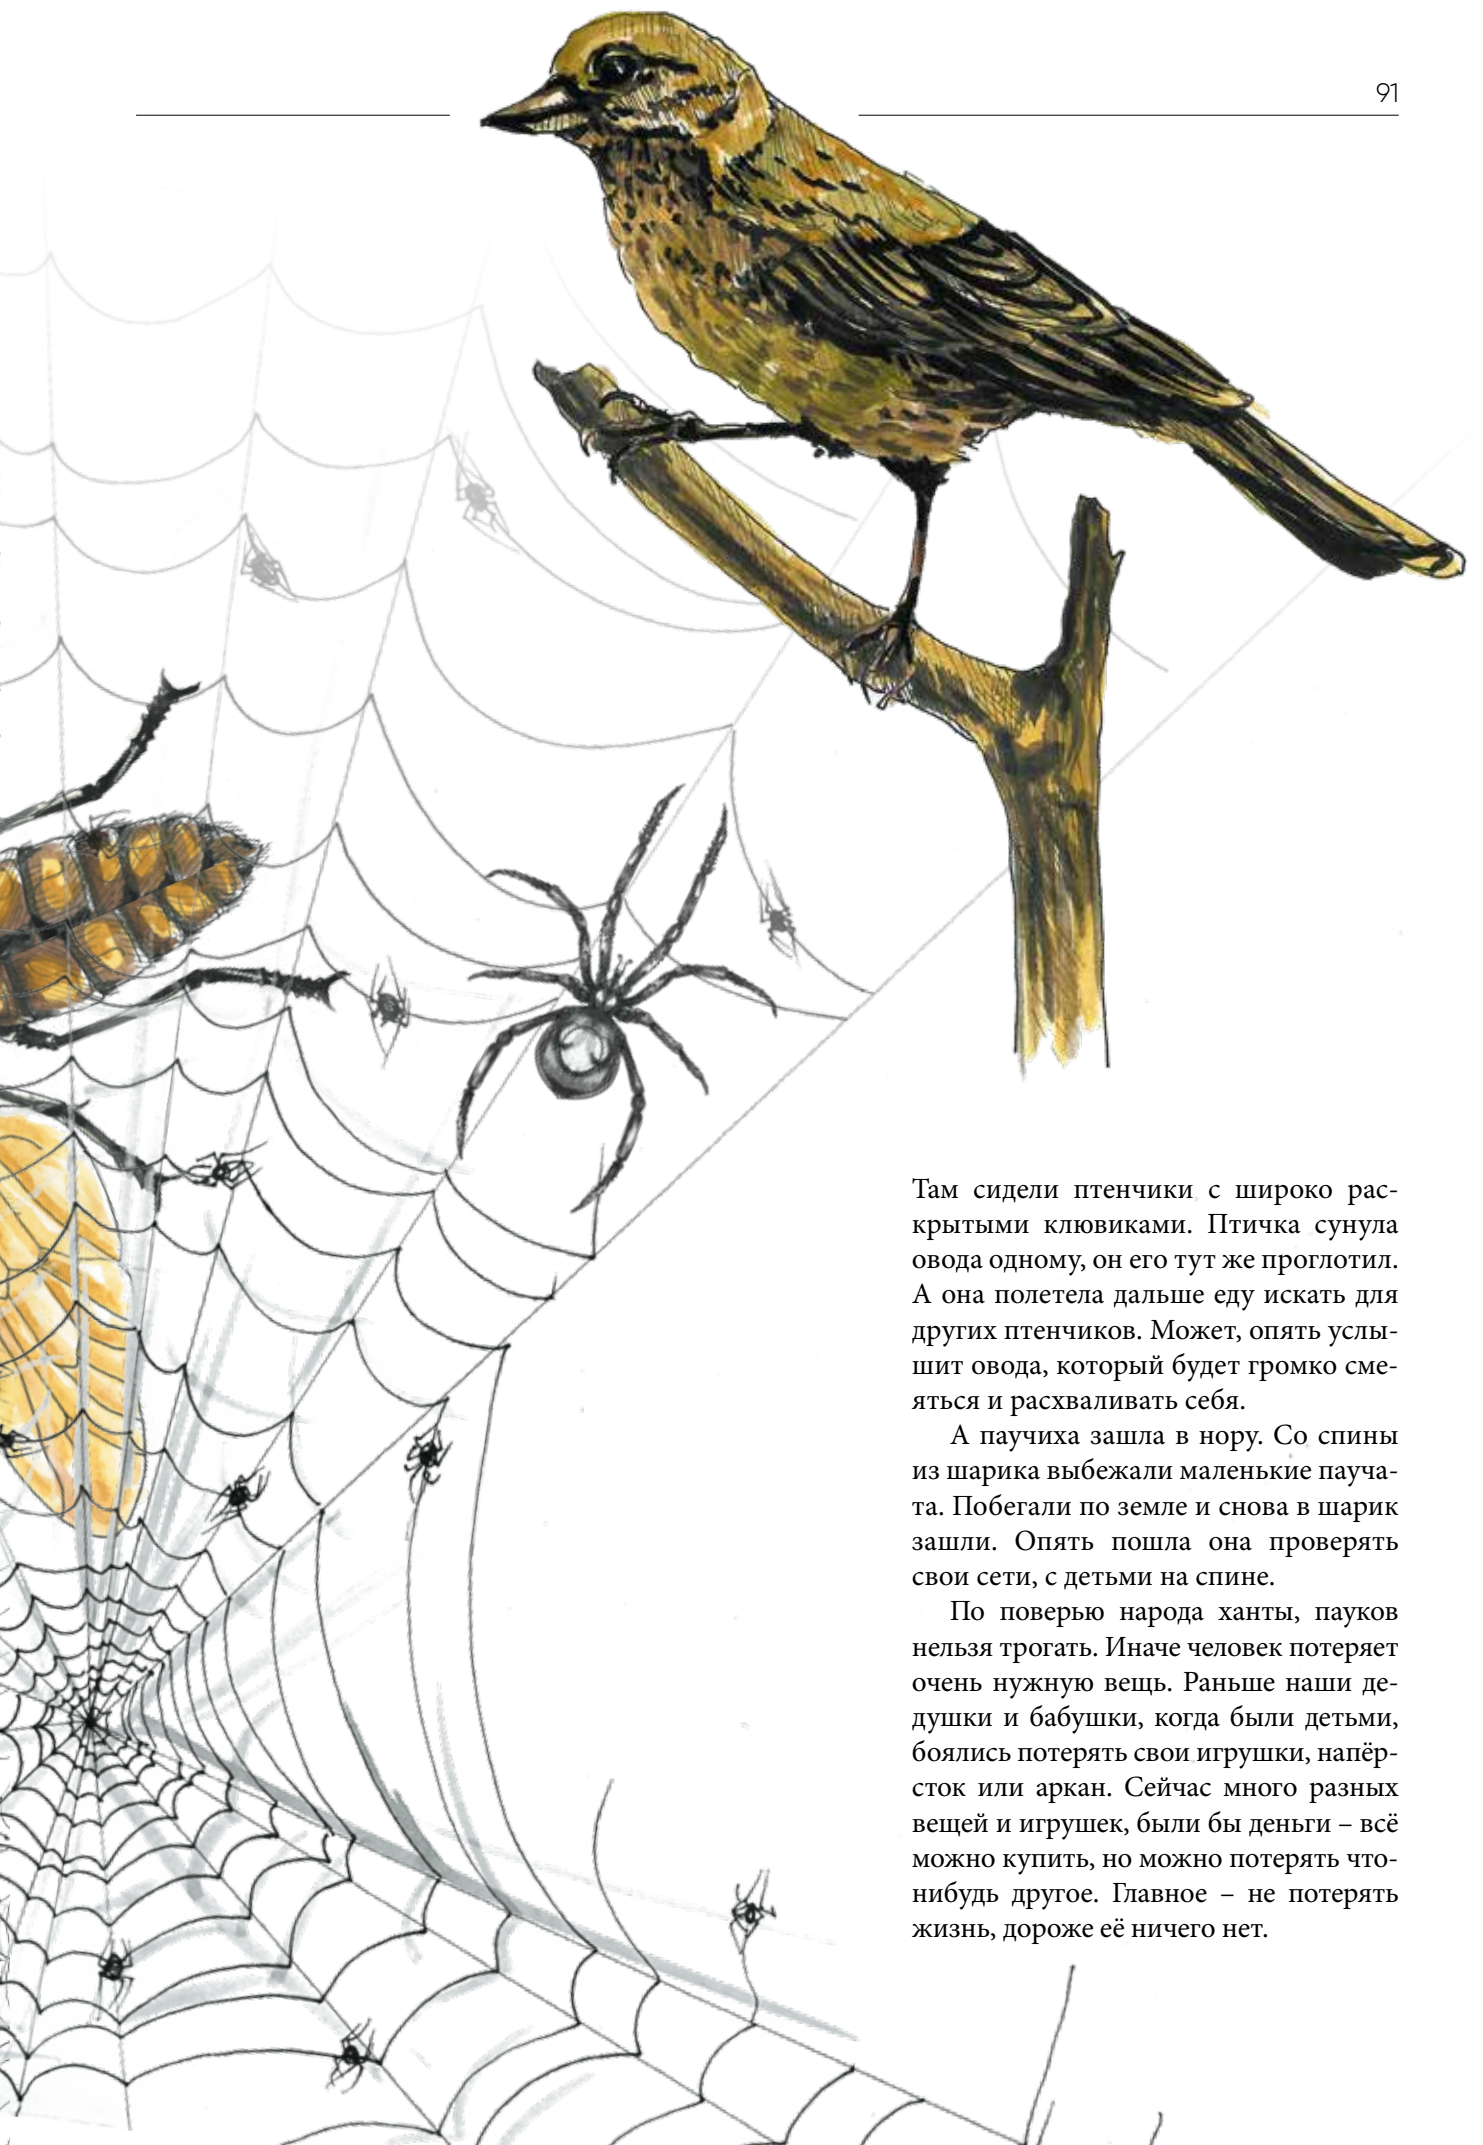 91
Там сидели птенчики с широко рас-
крытыми клювиками. Птичка сунула
овода одному, он его тут же проглотил.
А она полетела дальше еду искать для
других птенчиков. Может, опять услы-
шит овода, который будет громко сме-
яться и расхваливать себя.
А паучиха зашла в нору. Со спины
из шарика выбежали маленькие пауча-
та. Побегали по земле и снова в шарик
зашли. Опять пошла она проверять
свои сети, с детьми на спине.
По поверью народа ханты, пауков
нельзя трогать. Иначе человек потеряет
очень нужную вещь. Раньше наши де-
душки и бабушки, когда были детьми,
боялись потерять свои игрушки, напёр-
сток или аркан. Сейчас много разных
вещей и игрушек, были бы деньги – всё
можно купить, но можно потерять что-
нибудь другое. Главное – не потерять
жизнь, дороже её ничего нет.